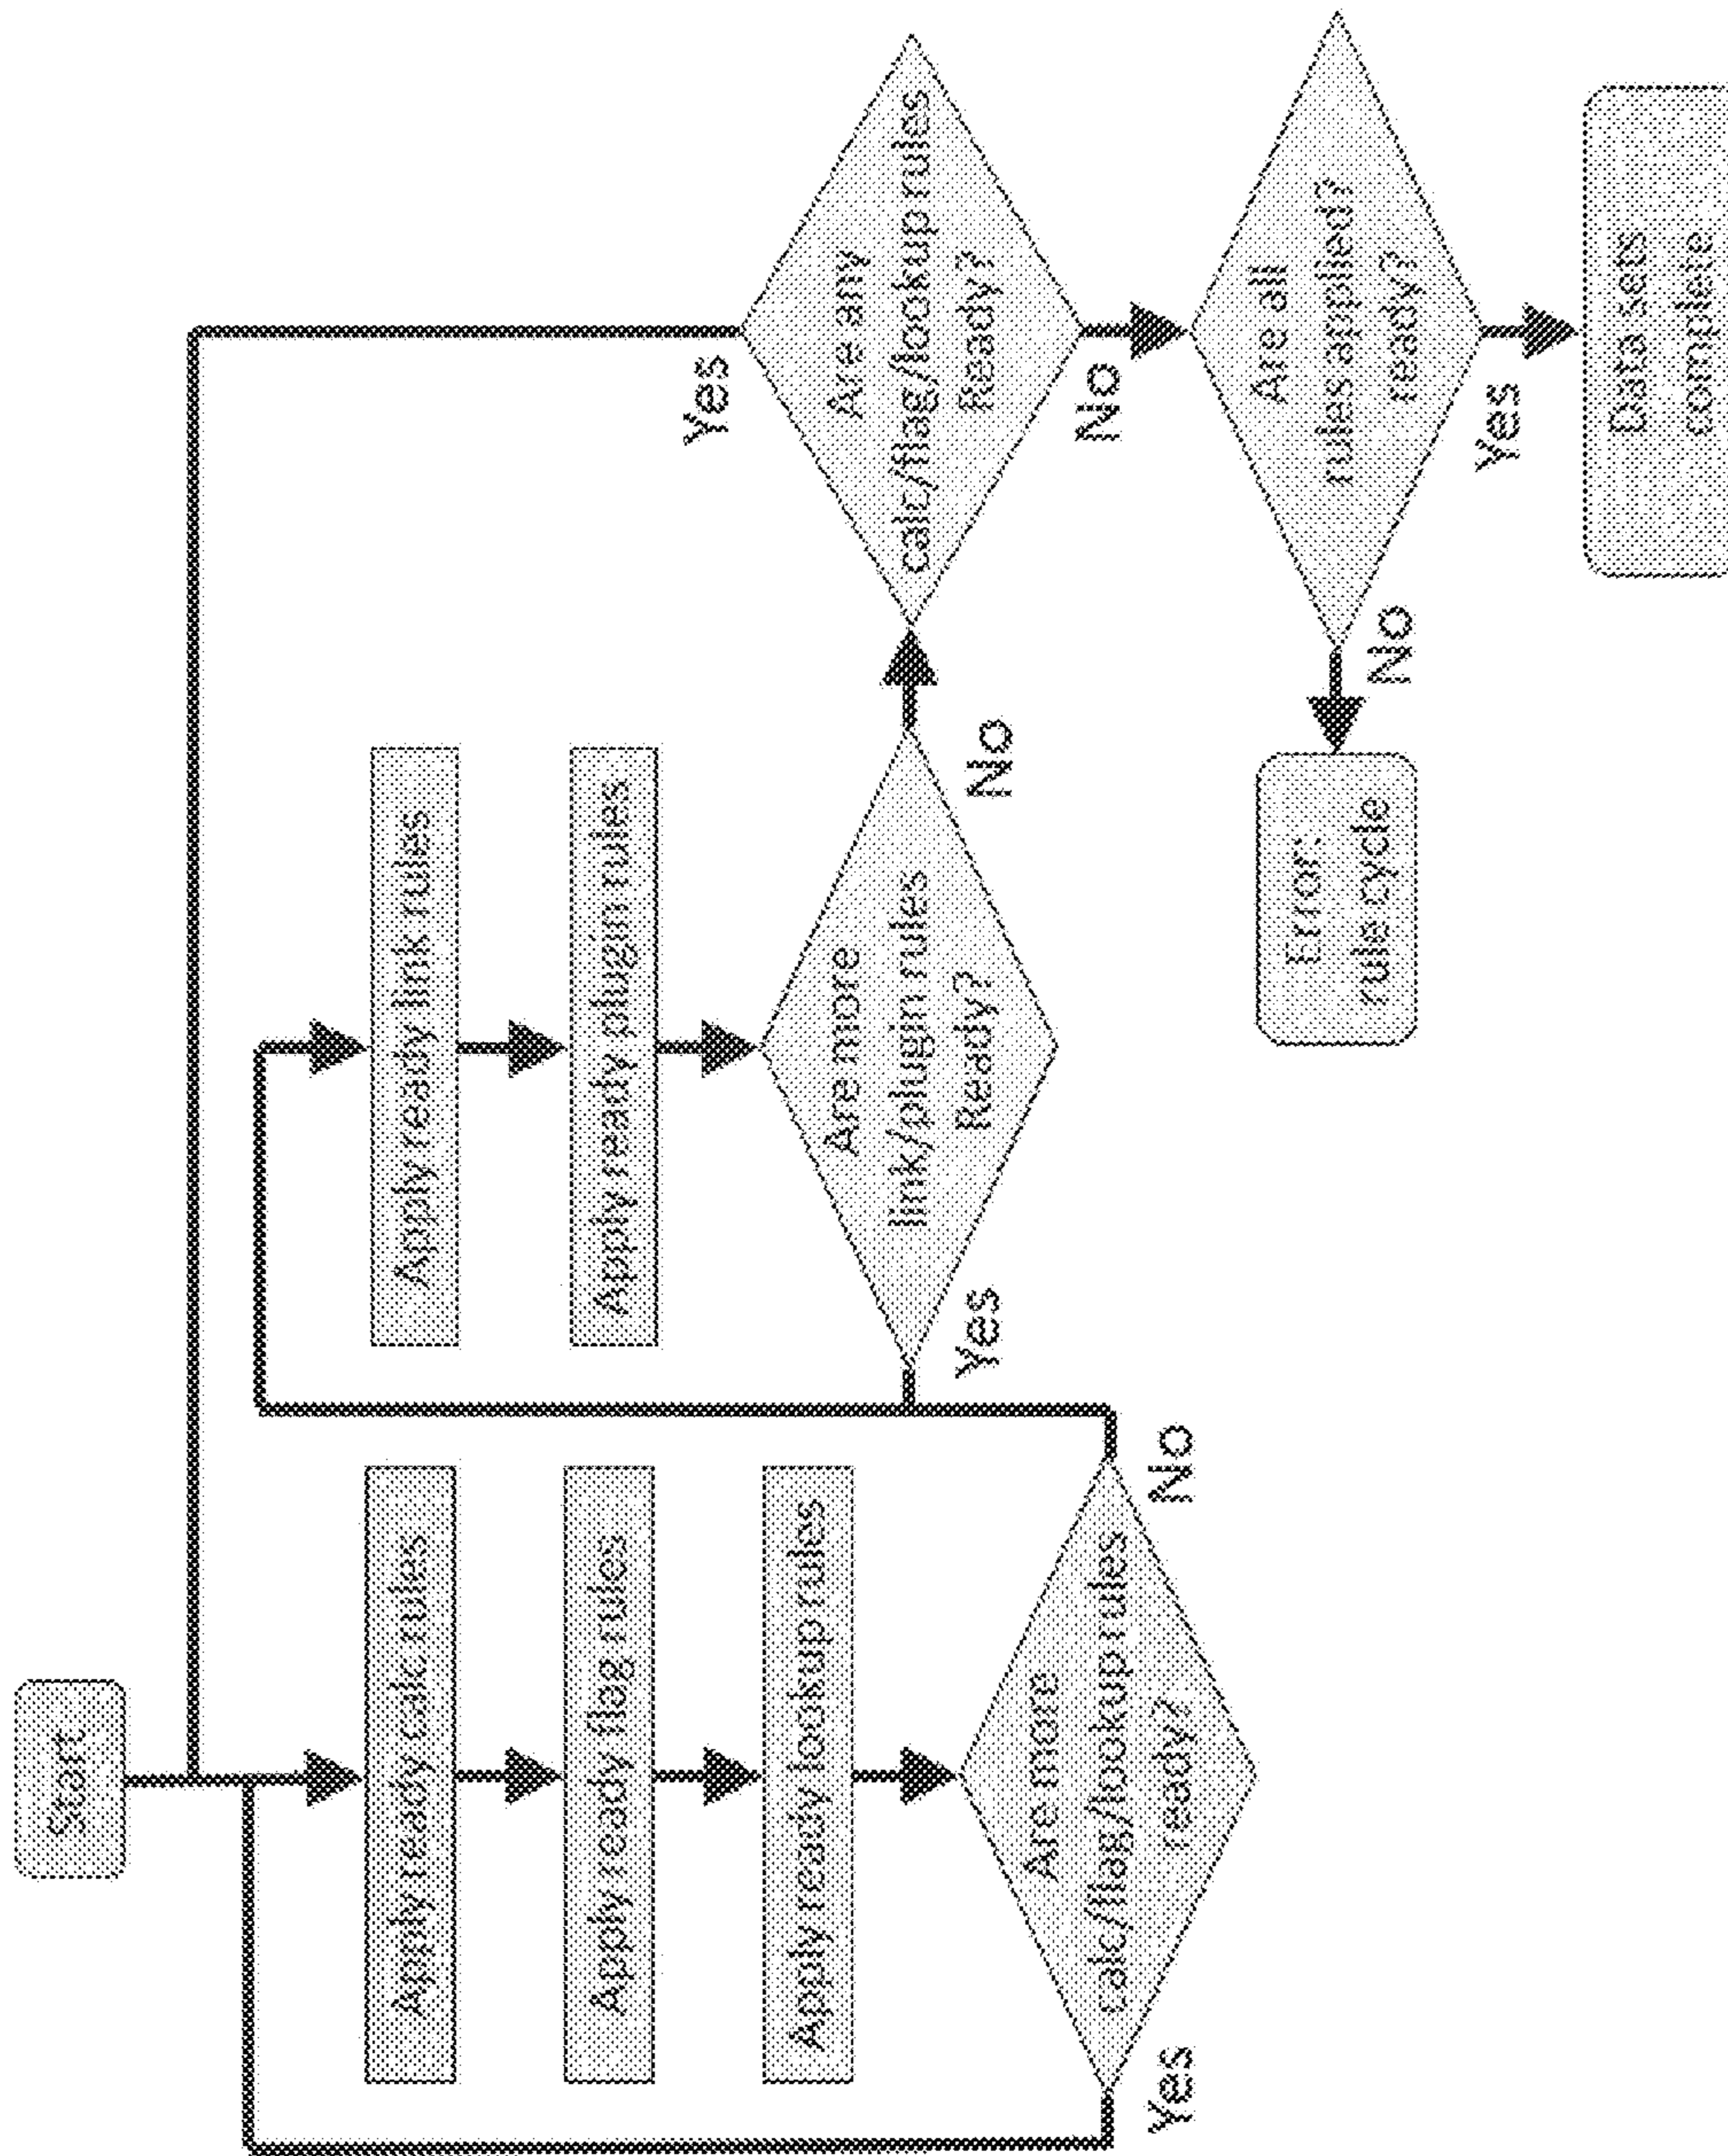 Start
Apply ready calc rules
Apply ready flag rules
Apply ready lookup rules
Are more
calc/flag/lookup rules
ready?
Yes
No
Apply ready link rules
Apply ready plugin rules
Are more
link/plugin rules
Ready?
Yes
No
Are any
calc/flag/lookup rules
Ready?
Yes
No
Are all
rules applied?
ready?
No
Yes
Error:
rule cycle
Data sets
complete